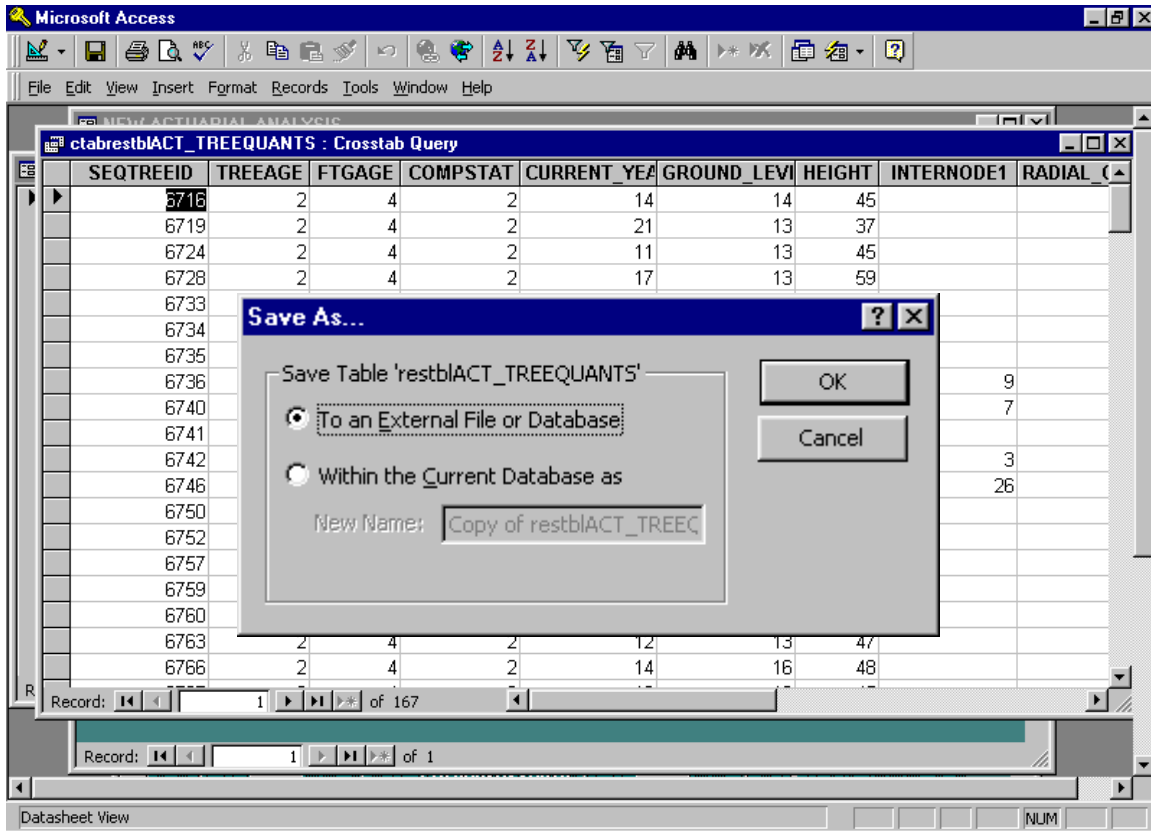 Microsoft Access
ABC
File Edit View Insert Format Records Tools Window Help
NEW ACTUARIAL ANALYSIS
ctabrestblACT_TREEQUANTS : Crosstab Query
SEQTREEID TREEAGE FTGAGE COMPSTAT CURRENT_YEA GROUND_LEVI HEIGHT INTERNODE1 RADIAL_
6716 2 4 2 14 14 45
6719 2 4 2 21 13 37
6724 2 4 2 11 13 45
6728 2 4 2 17 13 59
6733
6734
6735
6736 9
6740 7
6741
6742 3
6746 26
6750
6752
6757
6759
6760
6763 2 4 2 12 13 47
6766 2 4 2 14 16 48
Save As...
Save Table 'restblACT_TREEQUANTS'
To an External File or Database
Within the Current Database as
New Name: Copy of restblACT_TREEQ
OK
Cancel
Record: 1 of 167
Record: 1 of 1
Datasheet View NUM